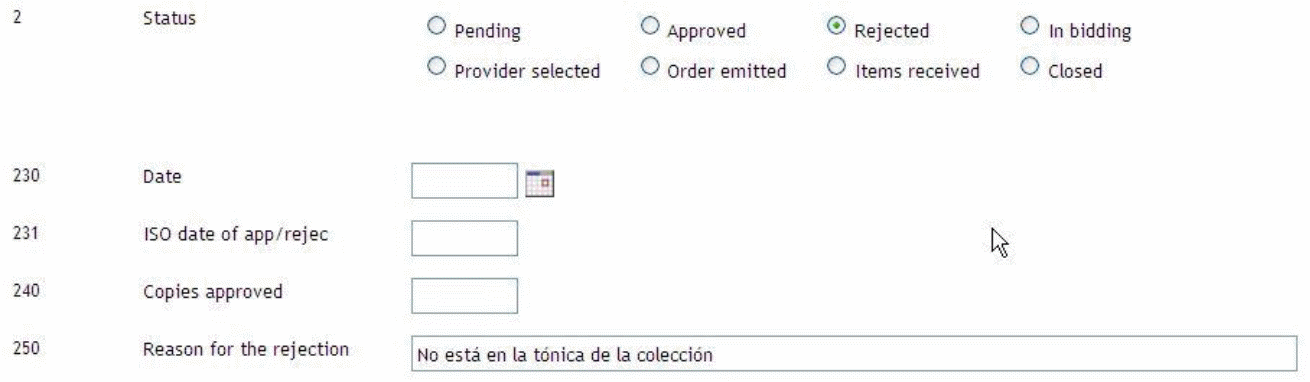 2 Status Pending Approved Rejected In bidding
Provider selected Order emitted Items received Closed
230 Date
231 ISO date of app/rejec
240 Copies approved
250 Reason for the rejection No está en la tónica de la colección